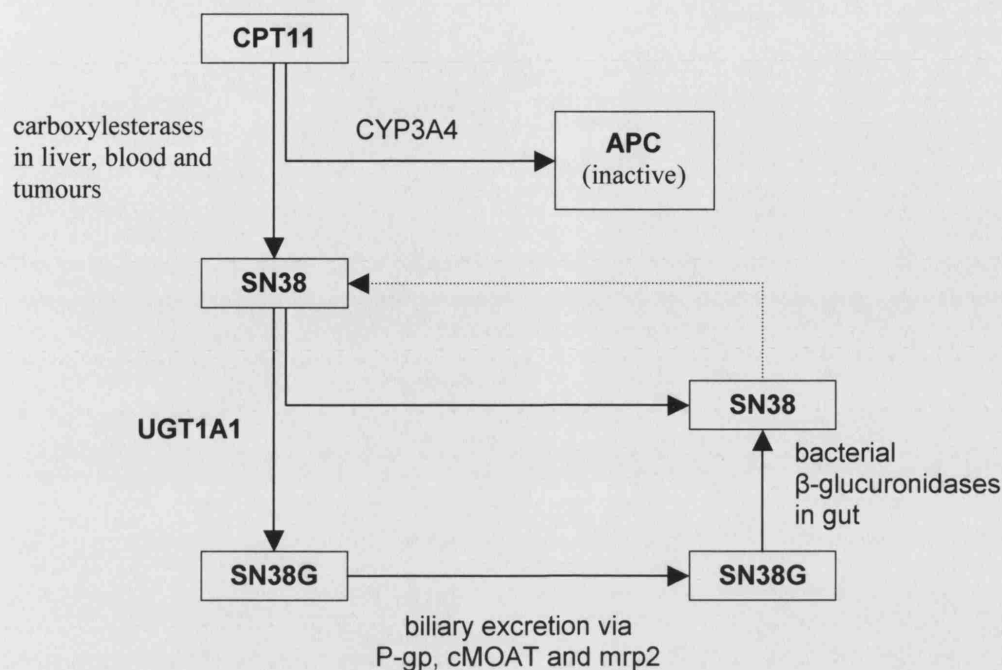 CPT11
carboxylesterases
in liver, blood and
tumours
CYP3A4
APC
(inactive)
SN38
SN38
UGT1A1
bacterial
β-glucuronidases
in gut
SN38G
SN38G
biliary excretion via
P-gp, cMOAT and mrp2